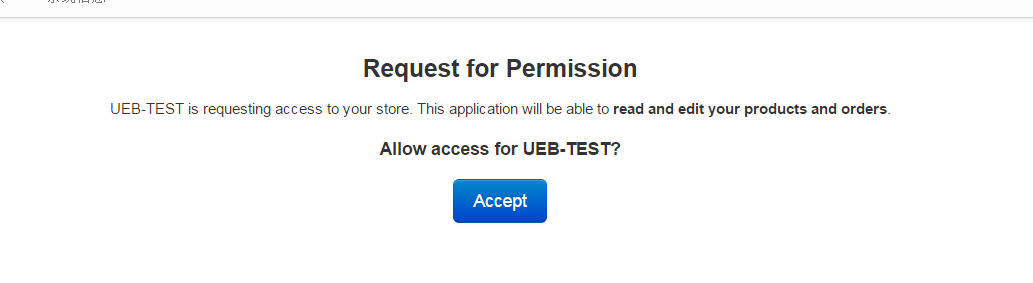 Request for Permission
UEB-TEST is requesting access to your store. This application will be able to read and edit your products and orders.
Allow access for UEB-TEST?
Accept